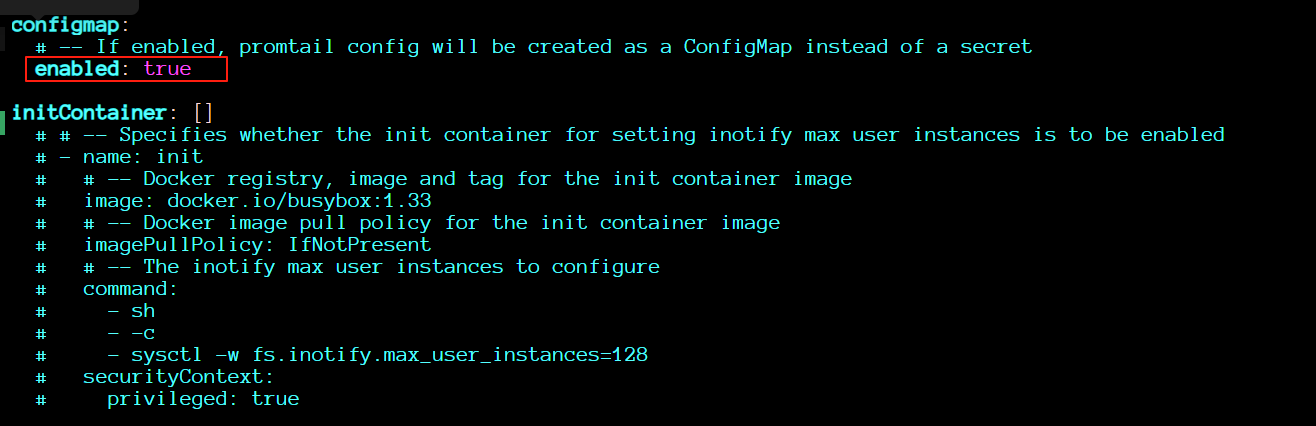 configmap:
  # -- If enabled, promtail config will be created as a ConfigMap instead of a secret
  enabled: true
initContainer: []
  # # -- Specifies whether the init container for setting inotify max user instances is to be enabled
  # - name: init
  #   # -- Docker registry, image and tag for the init container image
  #   image: docker.io/busybox:1.33
  #   # -- Docker image pull policy for the init container image
  #   imagePullPolicy: IfNotPresent
  #   # -- The inotify max user instances to configure
  #   command:
  #     - sh
  #     - -c
  #     - sysctl -w fs.inotify.max_user_instances=128
  #   securityContext:
  #     privileged: true